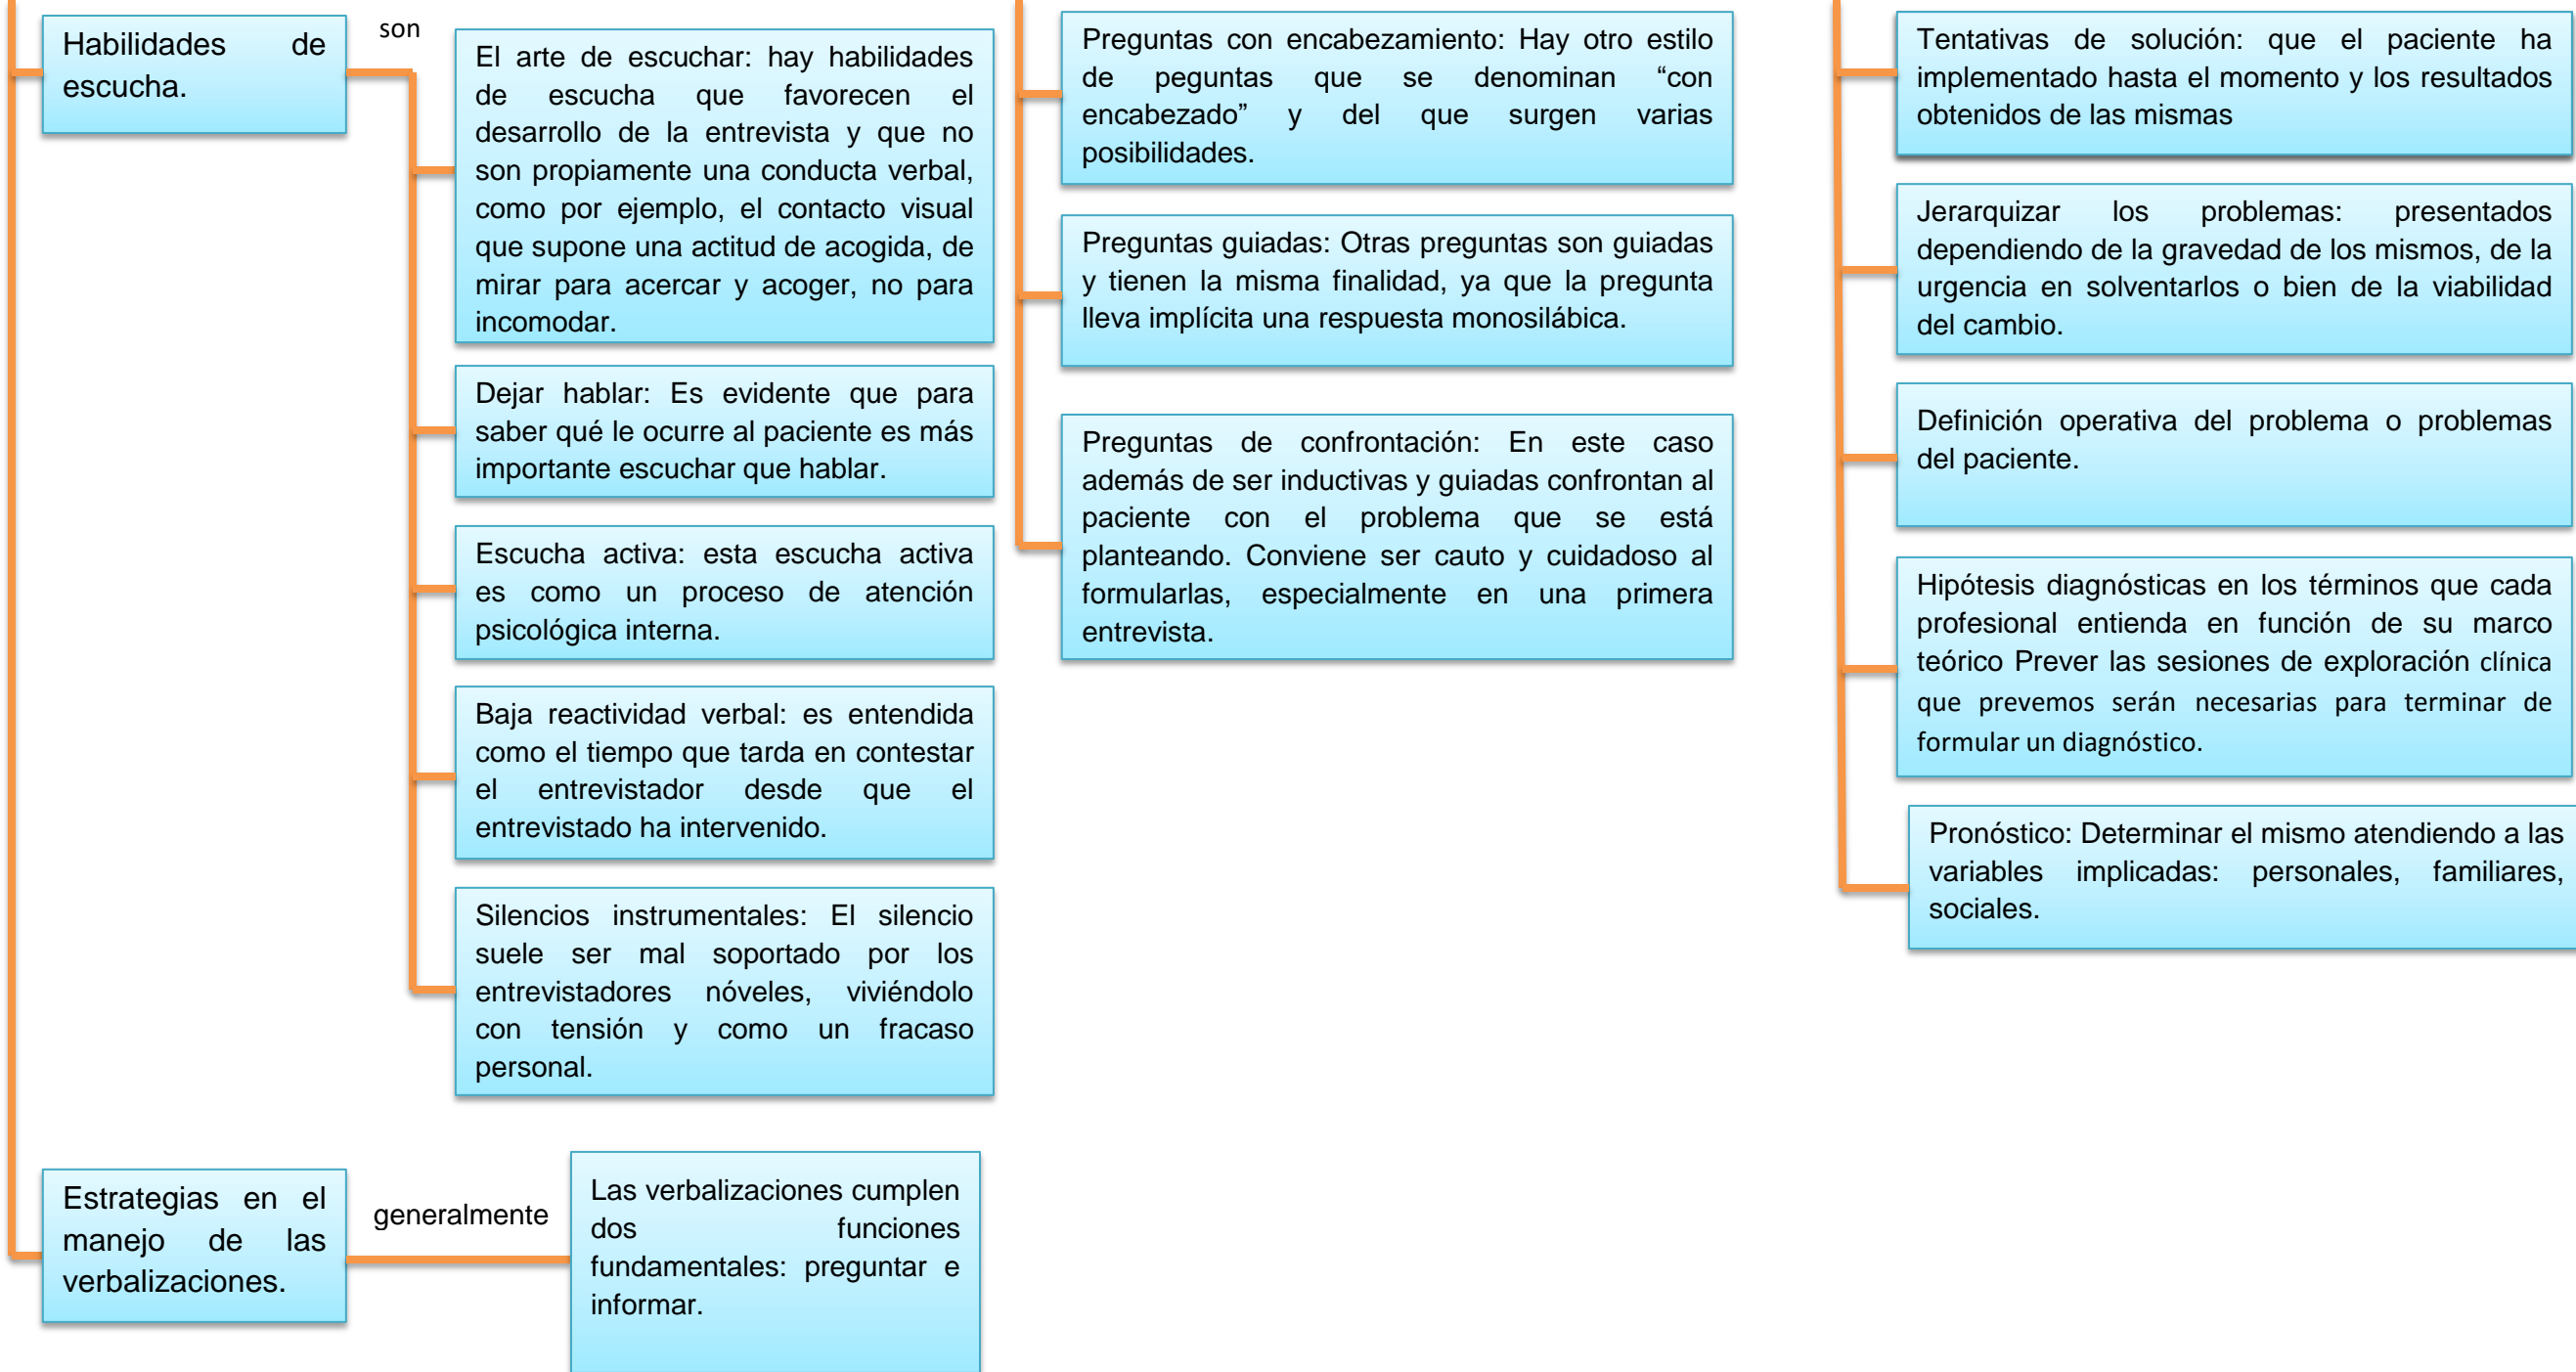 Habilidades de
escucha.
son
El arte de escuchar: hay habilidades
de escucha que favorecen el
desarrollo de la entrevista y que no
son propiamente una conducta verbal,
como por ejemplo, el contacto visual
que supone una actitud de acogida, de
mirar para acercar y acoger, no para
incomodar.
Dejar hablar: Es evidente que para
saber qué le ocurre al paciente es más
importante escuchar que hablar.
Escucha activa: esta escucha activa
es como un proceso de atención
psicológica interna.
Baja reactividad verbal: es entendida
como el tiempo que tarda en contestar
el entrevistador desde que el
entrevistado ha intervenido.
Silencios instrumentales: El silencio
suele ser mal soportado por los
entrevistadores nóveles, viviéndolo
con tensión y como un fracaso
personal.
Estrategias en el
manejo de las
verbalizaciones.
generalmente
Las verbalizaciones cumplen
dos funciones
fundamentales: preguntar e
informar.
Preguntas con encabezamiento: Hay otro estilo
de peguntas que se denominan “con
encabezado” y del que surgen varias
posibilidades.
Preguntas guiadas: Otras preguntas son guiadas
y tienen la misma finalidad, ya que la pregunta
lleva implícita una respuesta monosilábica.
Preguntas de confrontación: En este caso
además de ser inductivas y guiadas confrontan al
paciente con el problema que se está
planteando. Conviene ser cauto y cuidadoso al
formularlas, especialmente en una primera
entrevista.
Tentativas de solución: que el paciente ha
implementado hasta el momento y los resultados
obtenidos de las mismas
Jerarquizar los problemas: presentados
dependiendo de la gravedad de los mismos, de la
urgencia en solventarlos o bien de la viabilidad
del cambio.
Definición operativa del problema o problemas
del paciente.
Hipótesis diagnósticas en los términos que cada
profesional entienda en función de su marco
teórico Prever las sesiones de exploración clínica
que prevemos serán necesarias para terminar de
formular un diagnóstico.
Pronóstico: Determinar el mismo atendiendo a las
variables implicadas: personales, familiares,
sociales.